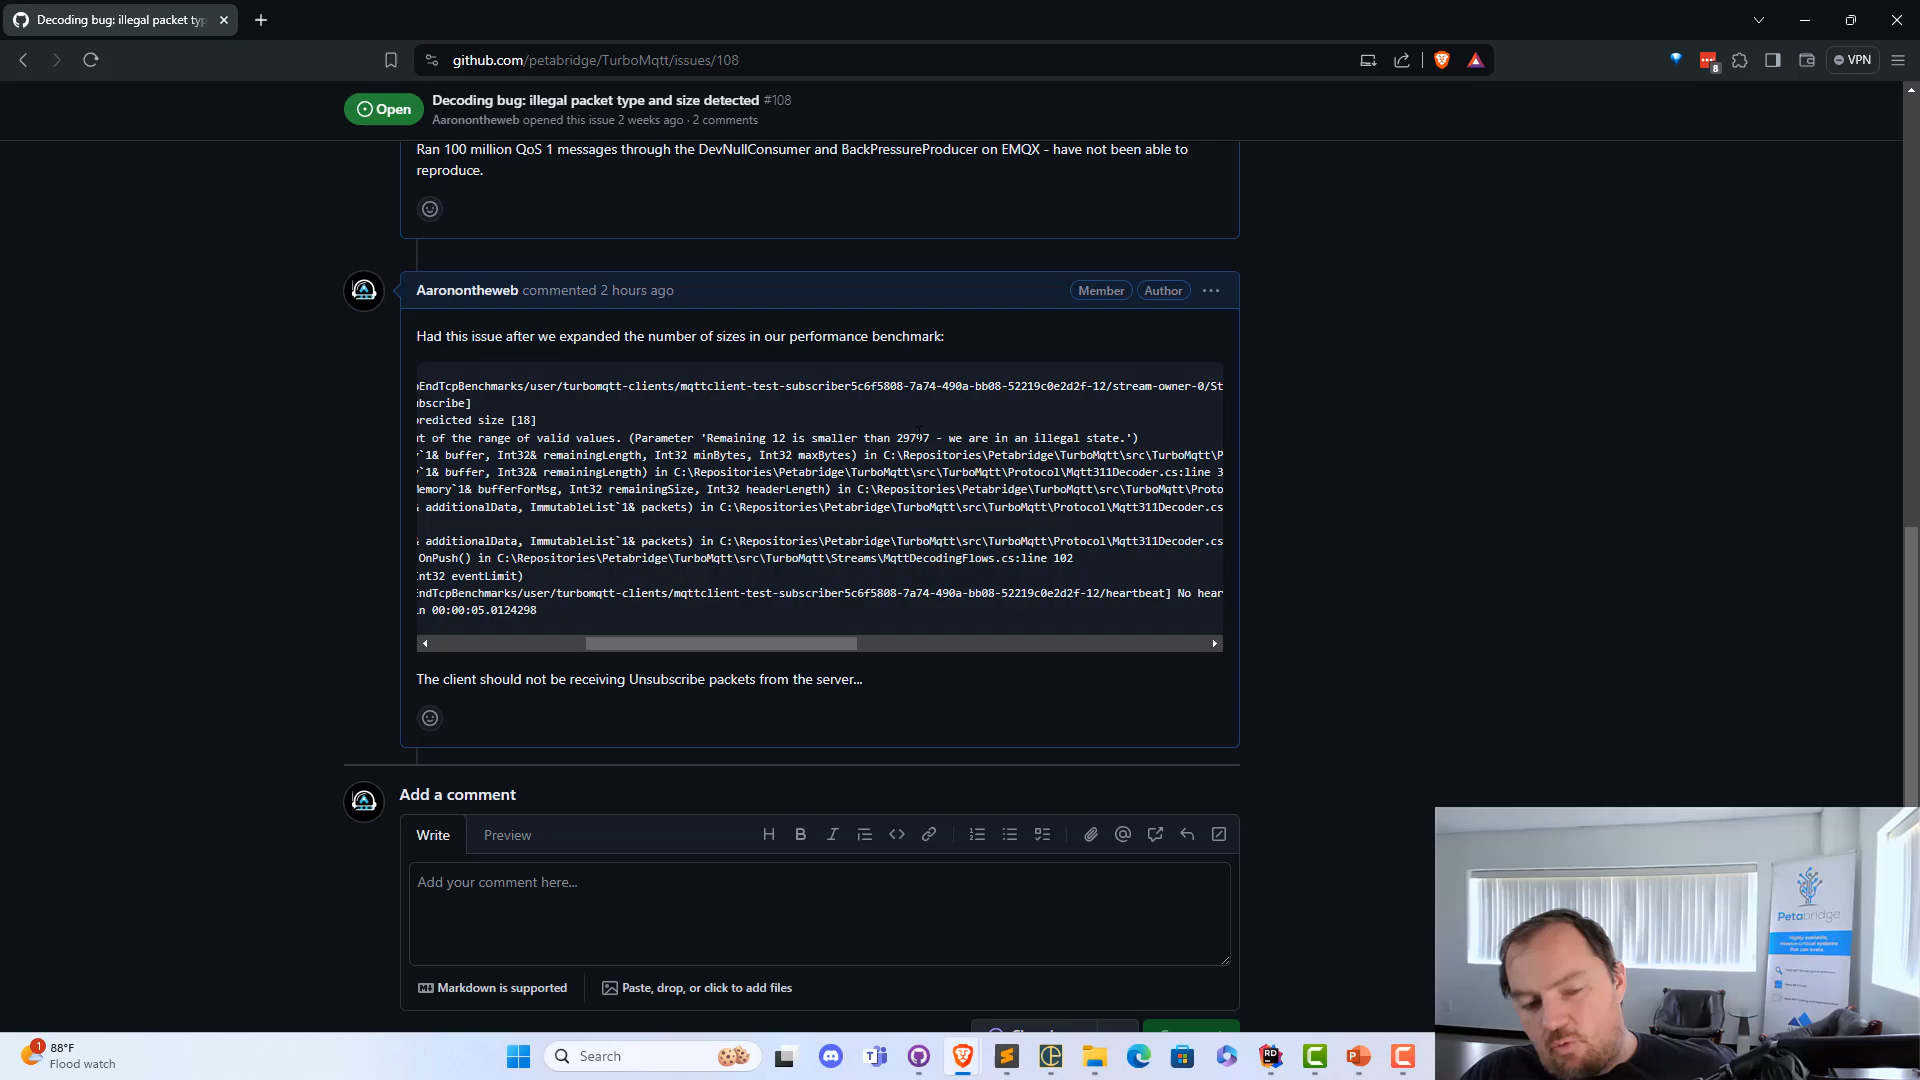 Decoding bug: illegal packet typ
github.com/petabridge/TurboMqtt/issues/108
8
VPN
Open
Decoding bug: illegal packet type and size detected #108
Aaronontheweb opened this issue 2 weeks ago · 2 comments
Ran 100 million QoS 1 messages through the DevNullConsumer and BackPressureProducer on EMQX - have not been able to
reproduce.
Aaronontheweb commented 2 hours ago
Member
Author
Had this issue after we expanded the number of sizes in our performance benchmark:
EndTcpBenchmarks/user/turbomqtt-clients/mqttclient-test-subscriber5c6f5808-7a74-490a-bb08-52219c0e2d2f-12/stream-owner-0/St
ubscribe]
predicted size [18]
t of the range of valid values. (Parameter 'Remaining 12 is smaller than 29797 - we are in an illegal state.')
y`1& buffer, Int32& remainingLength, Int32 minBytes, Int32 maxBytes) in C:\Repositories\Petabridge\TurboMqtt\src\TurboMqtt\P
y`1& buffer, Int32& remainingLength) in C:\Repositories\Petabridge\TurboMqtt\src\TurboMqtt\Protocol\Mqtt311Decoder.cs:line 3
Memory`1& bufferForMsg, Int32 remainingSize, Int32 headerLength) in C:\Repositories\Petabridge\TurboMqtt\src\TurboMqtt\Proto
& additionalData, ImmutableList`1& packets) in C:\Repositories\Petabridge\TurboMqtt\src\TurboMqtt\Protocol\Mqtt311Decoder.cs
& additionalData, ImmutableList`1& packets) in C:\Repositories\Petabridge\TurboMqtt\src\TurboMqtt\Protocol\Mqtt311Decoder.cs
OnPush() in C:\Repositories\Petabridge\TurboMqtt\src\TurboMqtt\Streams\MqttDecodingFlows.cs:line 102
Int32 eventLimit)
EndTcpBenchmarks/user/turbomqtt-clients/mqttclient-test-subscriber5c6f5808-7a74-490a-bb08-52219c0e2d2f-12/heartbeat] No hear
in 00:00:05.0124298
The client should not be receiving Unsubscribe packets from the server...
Add a comment
Write
Preview
Add your comment here...
Markdown is supported
Paste, drop, or click to add files
Petabridge
1
88°F
Flood watch
Search